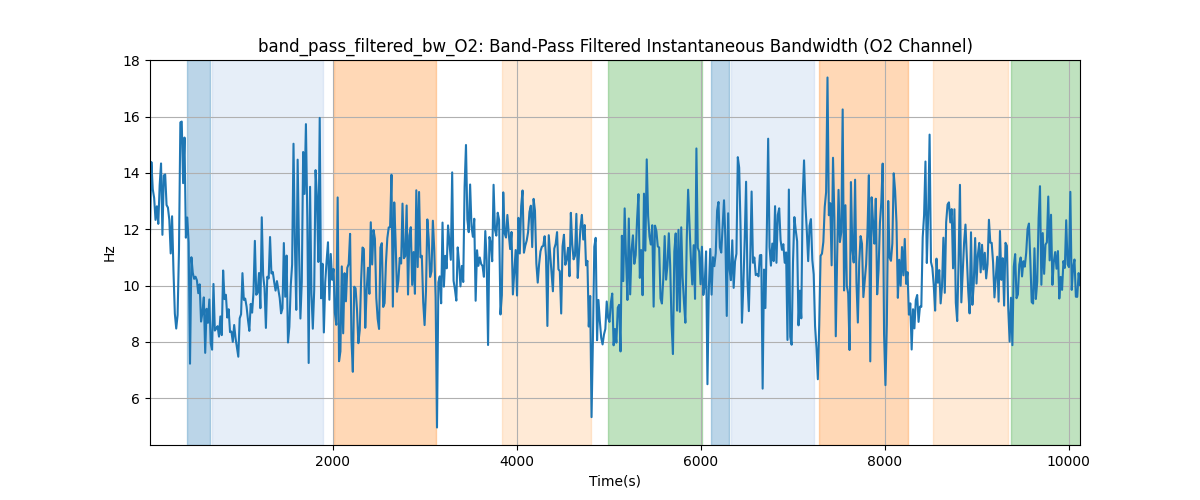 band_pass_filtered_bw_O2: Band-Pass Filtered Instantaneous Bandwidth (O2 Channel)
18
16
14
12
10
8
6
Hz
2000 4000 6000 8000 10000
Time(s)